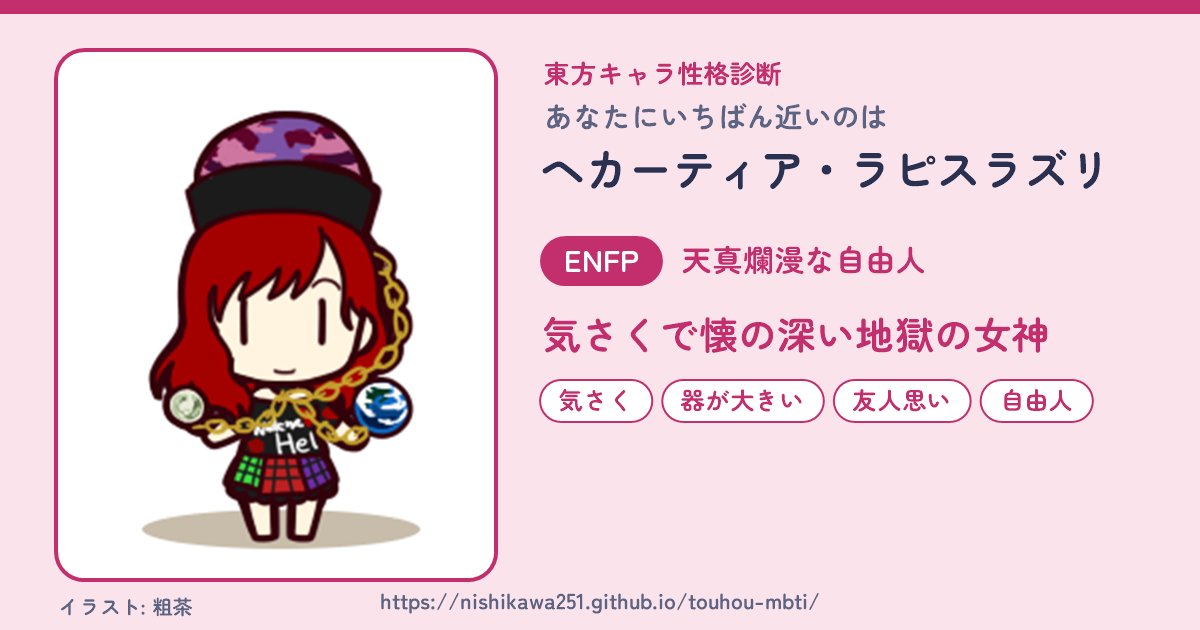 東方キャラ性格診断
あなたにいちばん近いのは
ヘカーティア・ラピスラズリ
ENFP 天真爛漫な自由人
気さくで懐の深い地獄の女神
気さく 器が大きい 友人思い 自由人
Hel
イラスト: 粗茶
https://nishikawa251.github.io/touhou-mbti/